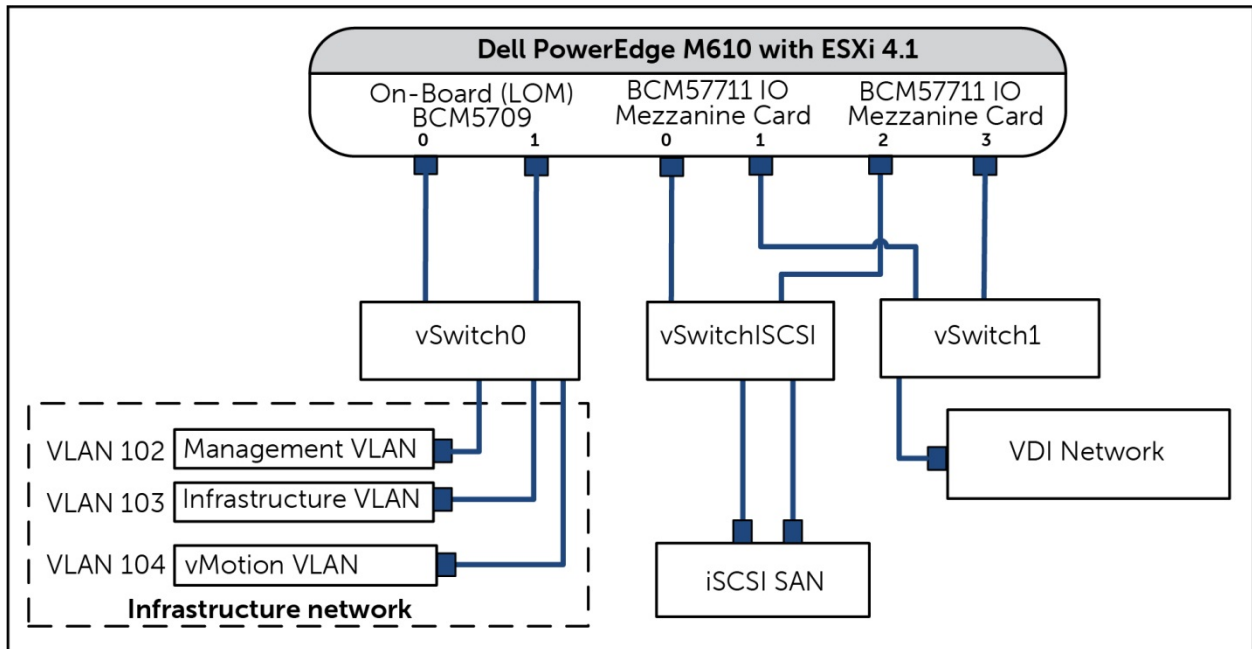 Dell PowerEdge M610 with ESXi 4.1
On-Board (LOM)
BCM5709
BCM57711 IO
Mezzanine Card
BCM57711 IO
Mezzanine Card
0
1
0
1
2
3
vSwitch0
vSwitchISCSI
vSwitch1
VLAN 102
Management VLAN
VLAN 103
Infrastructure VLAN
VLAN 104
vMotion VLAN
Infrastructure network
VDI Network
iSCSI SAN